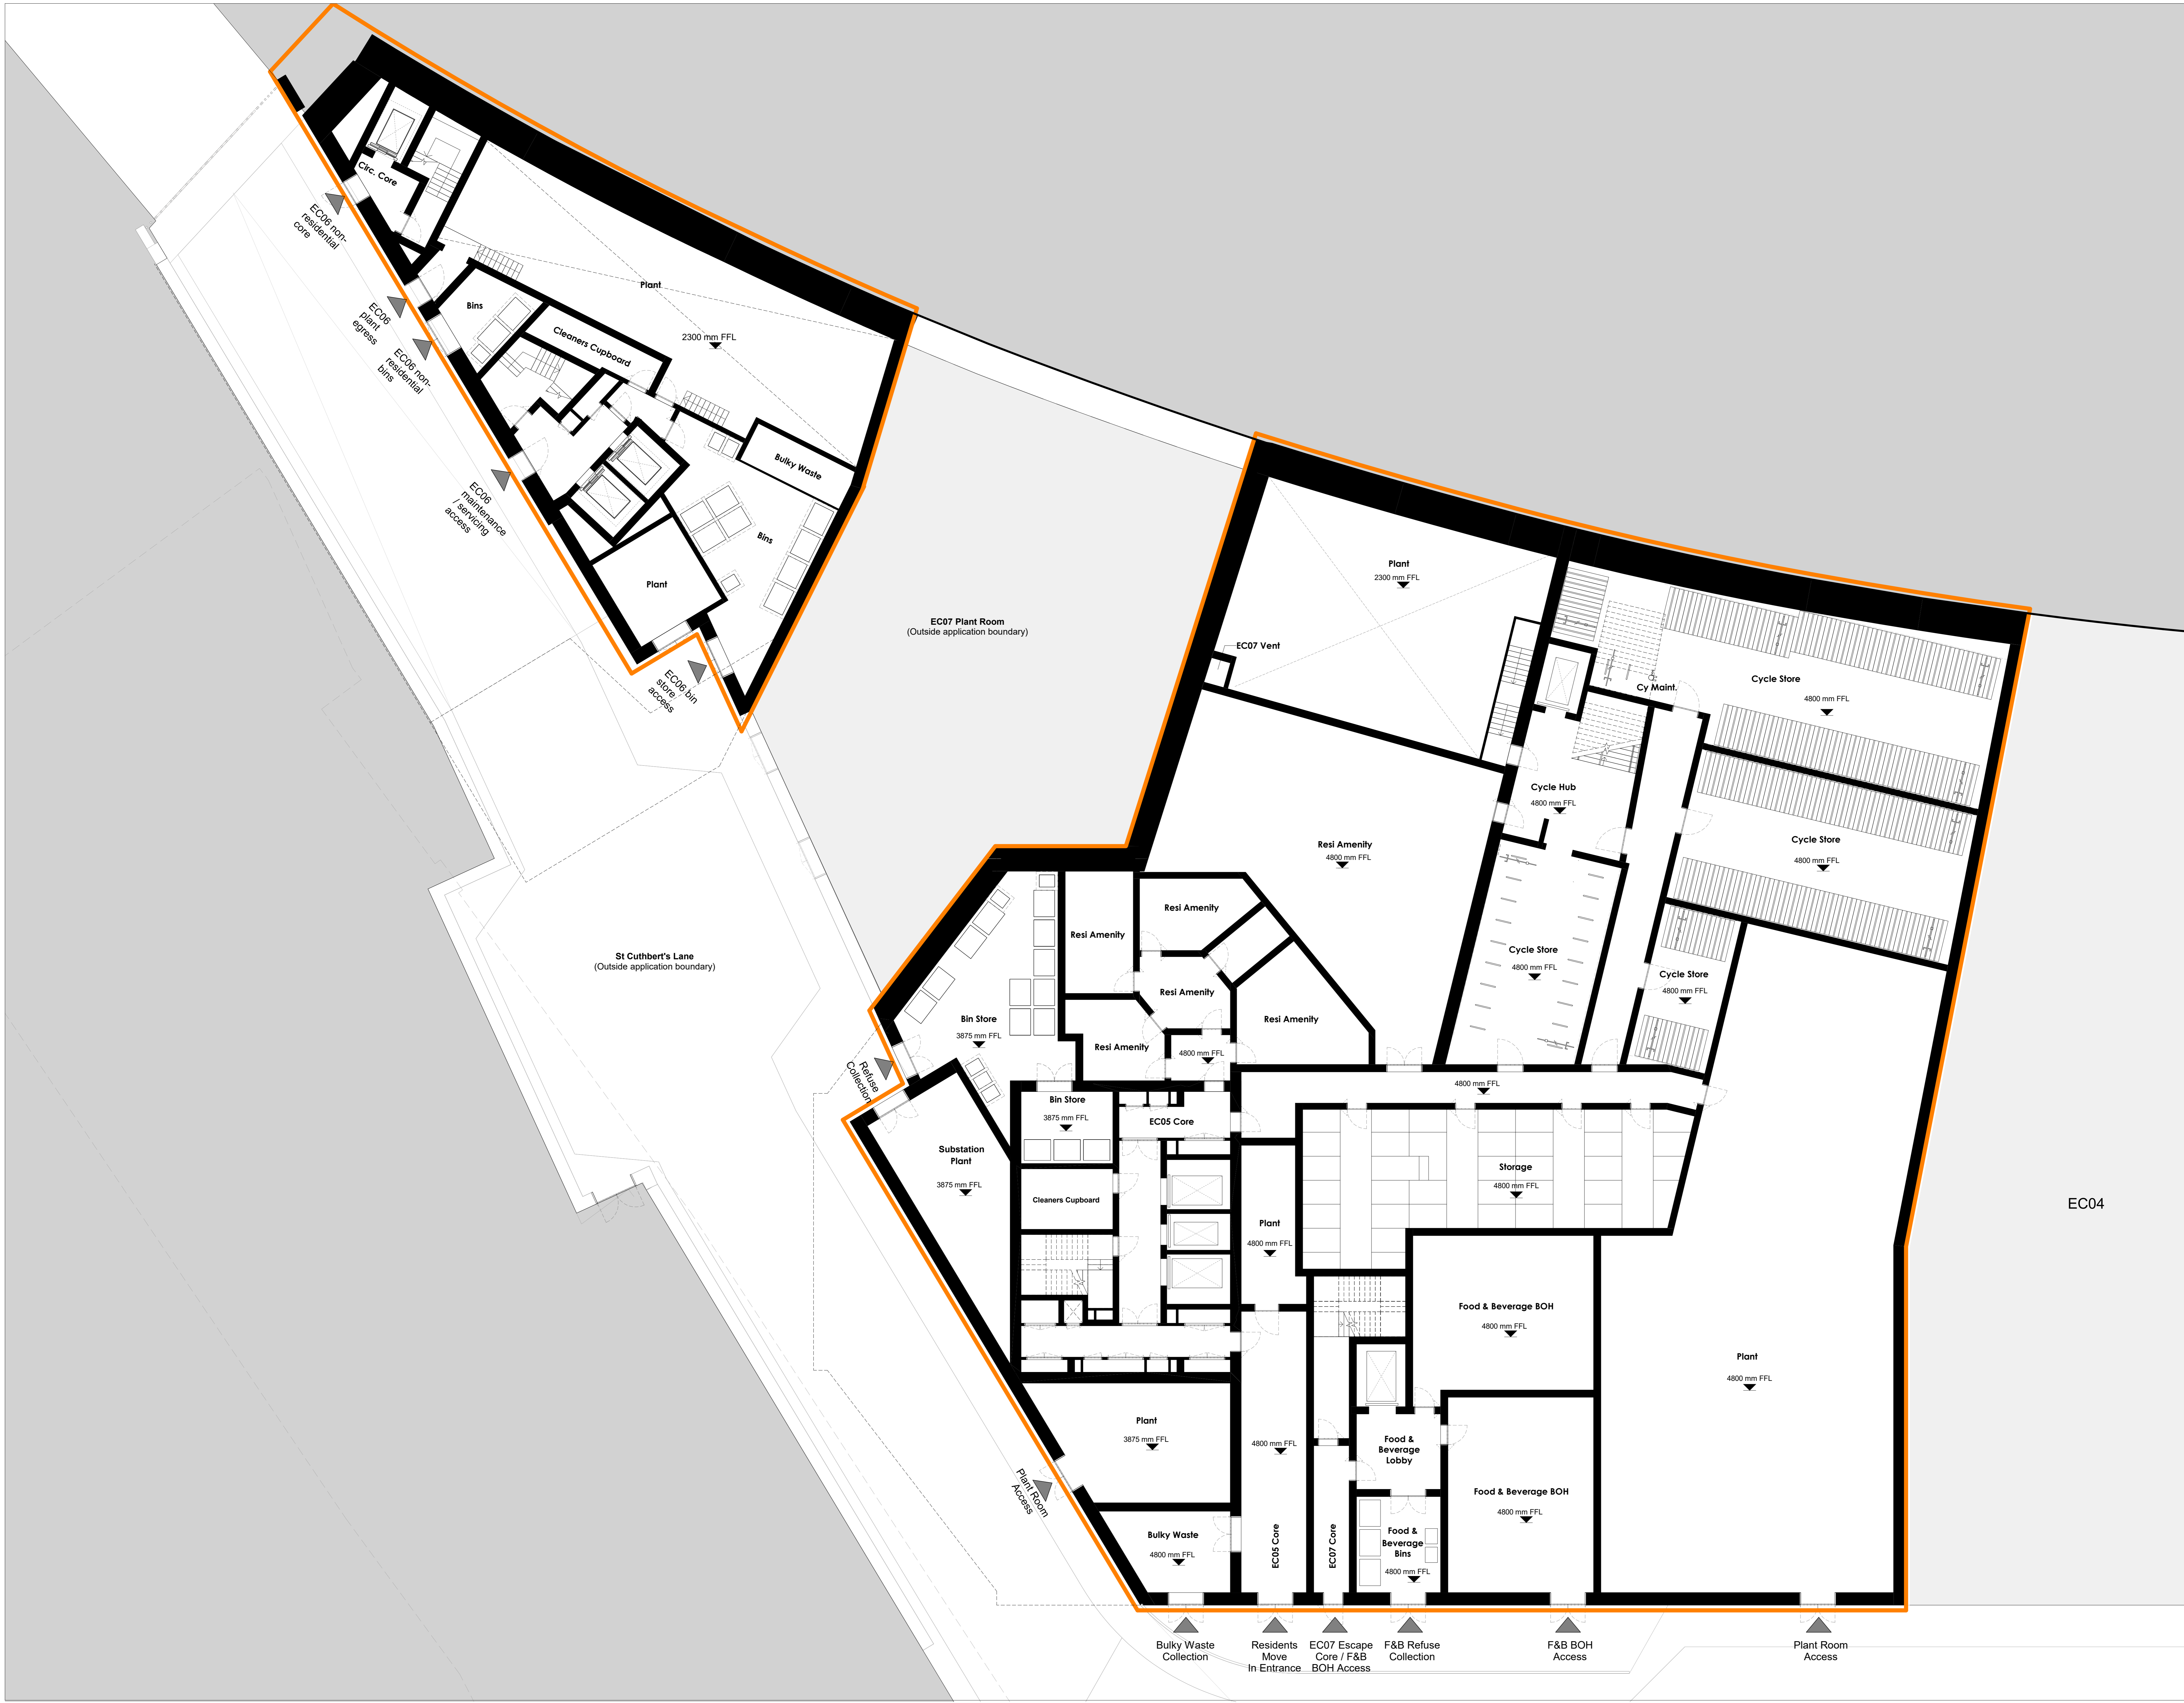 Circ. Core
EC06 non-
residential
core
Plant
2300 mm FFL
EC06
plant
egress
Bins
EC06 non-
residential
bins
Cleaners Cupboard
Bulky Waste
EC06
maintenance
/ servicing
access
Bins
Plant
EC06 bin
store
access
EC07 Plant Room
(Outside application boundary)
Plant
2300 mm FFL
EC07 Vent
Cy Maint.
Cycle Store
4800 mm FFL
Cycle Hub
4800 mm FFL
Cycle Store
4800 mm FFL
Resi Amenity
4800 mm FFL
Resi Amenity
Resi Amenity
Cycle Store
4800 mm FFL
Cycle Store
4800 mm FFL
St Cuthbert's Lane
(Outside application boundary)
Resi Amenity
Resi Amenity
Bin Store
3875 mm FFL
Resi Amenity
4800 mm FFL
Refuse
Collection
4800 mm FFL
Bin Store
3875 mm FFL
EC05 Core
Substation
Plant
3875 mm FFL
Cleaners Cupboard
Storage
4800 mm FFL
Plant
4800 mm FFL
EC04
Food & Beverage BOH
4800 mm FFL
Plant
4800 mm FFL
Plant
3875 mm FFL
4800 mm FFL
Food &
Beverage
Lobby
Plant Room
Access
Food & Beverage BOH
4800 mm FFL
Bulky Waste
4800 mm FFL
EC05 Core
EC07 Core
Food &
Beverage
Bins
4800 mm FFL
Bulky Waste
Collection
Residents
Move
In Entrance
EC07 Escape
Core / F&B
BOH Access
F&B Refuse
Collection
F&B BOH
Access
Plant Room
Access